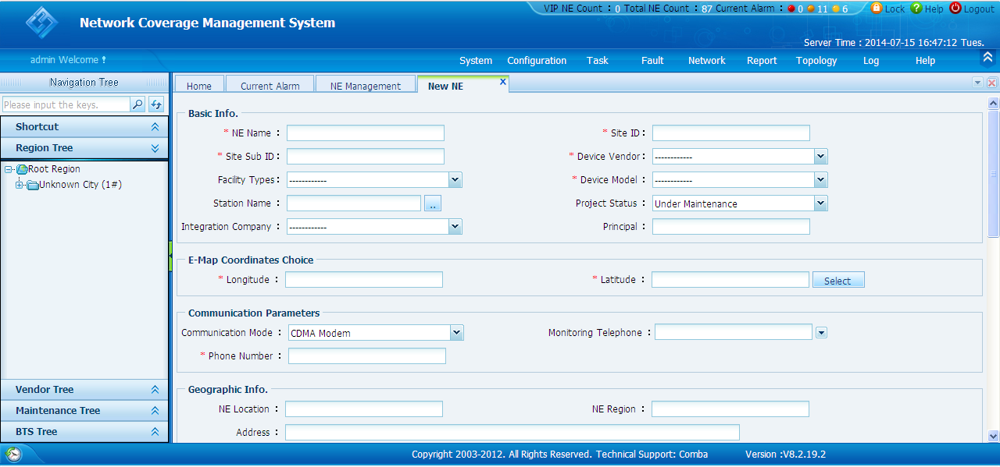 VIP NE Count : 0 Total NE Count : 87 Current Alarm : 0 11 6 Lock Help Logout
Network Coverage Management System
Server Time : 2014-07-15 16:47:12 Tues.
admin Welcome ! System Configuration Task Fault Network Report Topology Log Help
Navigation Tree Home Current Alarm NE Management New NE X
Please input the keys.
Shortcut
Region Tree
Root Region
Unknown City (1#)
Vendor Tree
Maintenance Tree
BTS Tree
Basic Info.
* NE Name : * Site ID:
* Site Sub ID: * Device Vendor: ------------
Facility Types: ------------ * Device Model : ------------
Station Name : .. Project Status : Under Maintenance
Integration Company : ------------ Principal :
E-Map Coordinates Choice
* Longitude : * Latitude : Select
Communication Parameters
Communication Mode : CDMA Modem Monitoring Telephone :
* Phone Number :
Geographic Info.
NE Location : NE Region :
Address :
Copyright 2003-2012. All Rights Reserved. Technical Support: Comba Version :V8.2.19.2